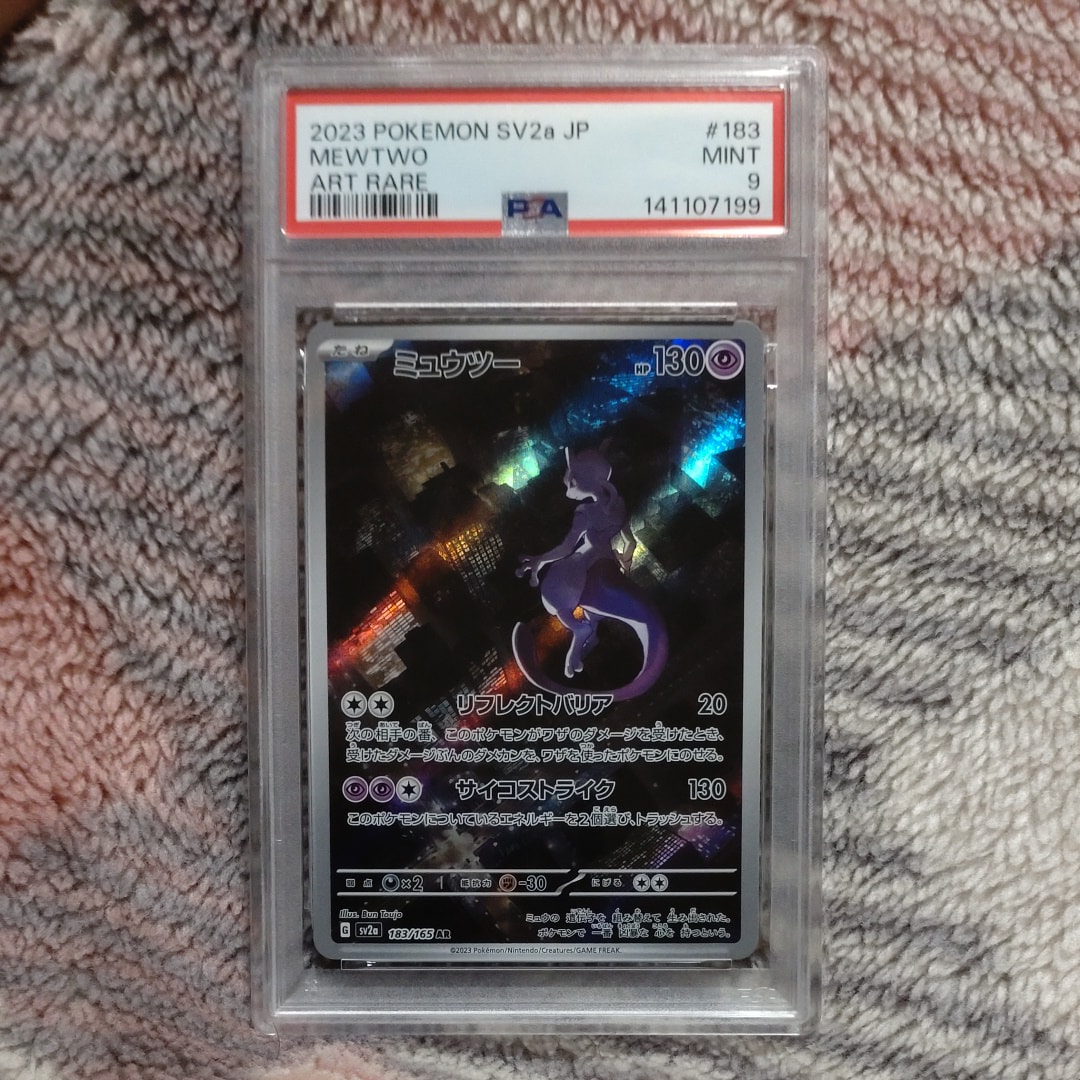 2023 POKEMON SV2a JP #183
MEWTWO MINT
ART RARE 9
PSA 141107199
たね ミュウツー HP 130
リフレクトバリア 20
次の相手の番、このポケモンがワザのダメージを受けたとき、
受けたダメージぶんのダメカンを、ワザを使ったポケモンにのせる。
サイコストライク 130
このポケモンについているエネルギーを2個選び、トラッシュする。
弱点 ×2 抵抗力 -30 にげる
Illus. Bun Toujo
ミュウの 遺伝子を 組み替えて 生み出された。
ポケモンで 一番 凶暴な 心を 持つという。
G sv2a 183/165 AR
©2023 Pokémon/Nintendo/Creatures/GAME FREAK.